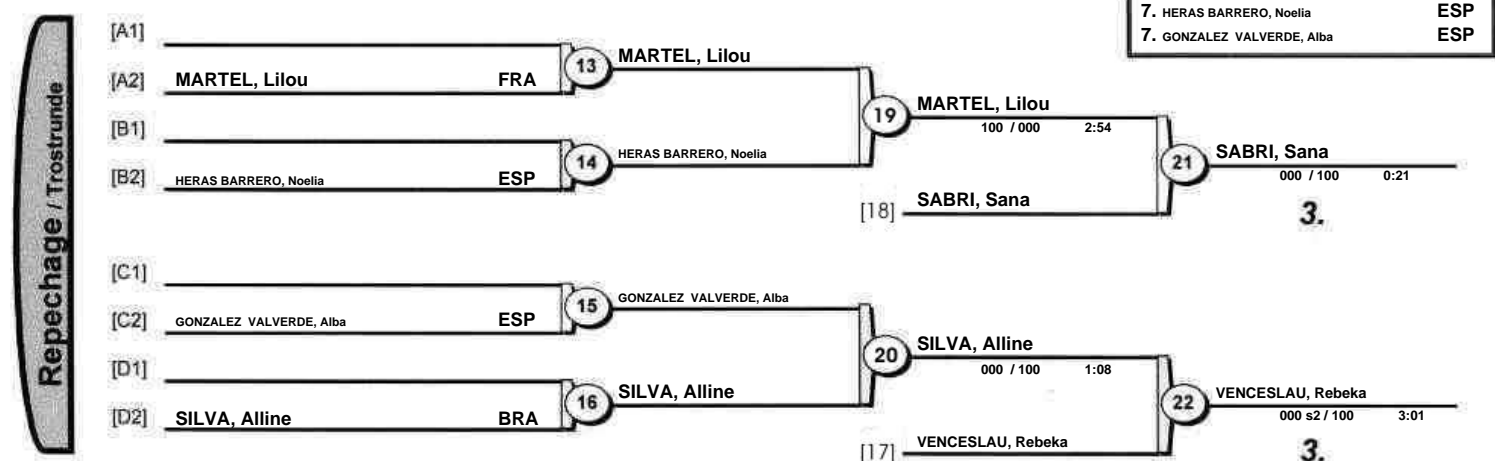 7. HERAS BARRERO, Noelia ESP
7. GONZALEZ VALVERDE, Alba ESP
Repechage / Trostrunde
[A1]
[A2] MARTEL, Lilou FRA
13 MARTEL, Lilou
[B1]
[B2] HERAS BARRERO, Noelia ESP
14 HERAS BARRERO, Noelia
19 MARTEL, Lilou
100 / 000 2:54
[18] SABRI, Sana
21 SABRI, Sana
000 / 100 0:21
3.
[C1]
[C2] GONZALEZ VALVERDE, Alba ESP
15 GONZALEZ VALVERDE, Alba
[D1]
[D2] SILVA, Alline BRA
16 SILVA, Alline
20 SILVA, Alline
000 / 100 1:08
[17] VENCESLAU, Rebeka
22 VENCESLAU, Rebeka
000 s2 / 100 3:01
3.